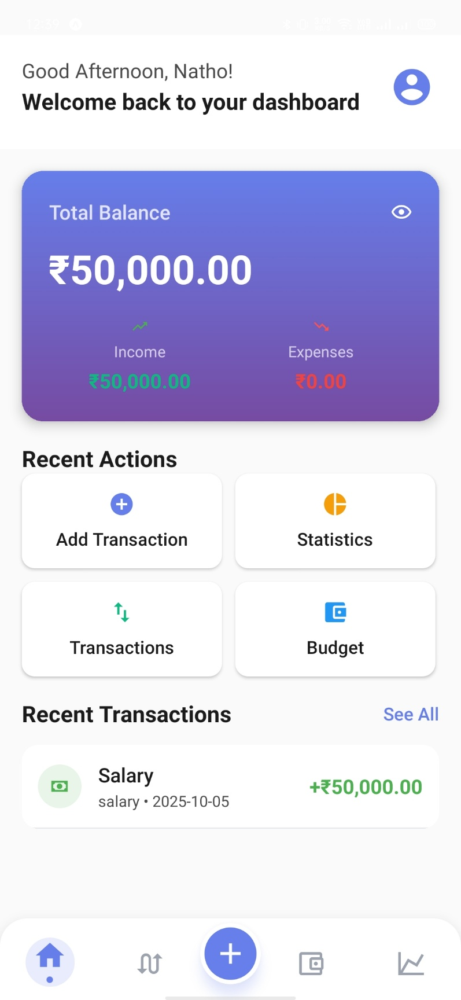 12:39
Good Afternoon, Natho!
Welcome back to your dashboard
Total Balance
₹50,000.00
Income
Expenses
₹50,000.00
₹0.00
Recent Actions
Add Transaction
Statistics
Transactions
Budget
Recent Transactions
See All
Salary
+₹50,000.00
salary • 2025-10-05